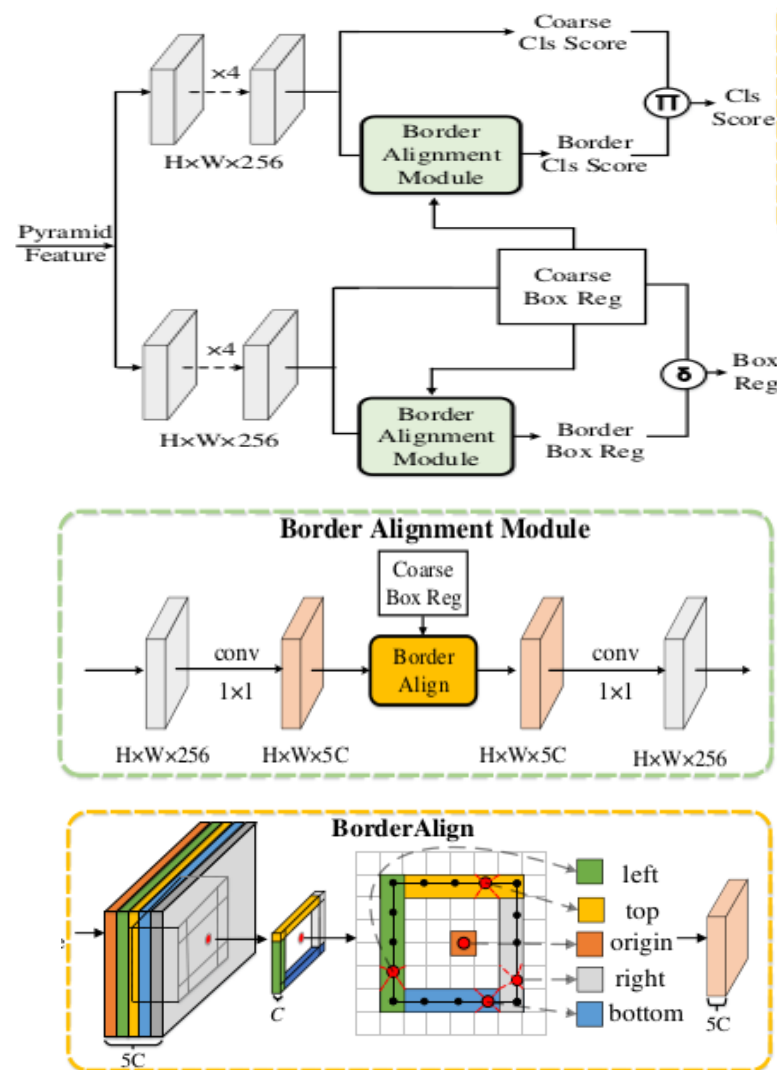 Coarse
Cls Score
×4
Π
Cls
Score
Border
Alignment
Module
Border
Cls Score
H×W×256
Pyramid
Feature
Coarse
Box Reg
×4
δ
Box
Reg
Border
Alignment
Module
Border
Box Reg
H×W×256
Border Alignment Module
Coarse
Box Reg
conv
1×1
Border
Align
conv
1×1
H×W×256
H×W×5C
H×W×5C
H×W×256
BorderAlign
left
top
origin
right
bottom
C
5C
5C